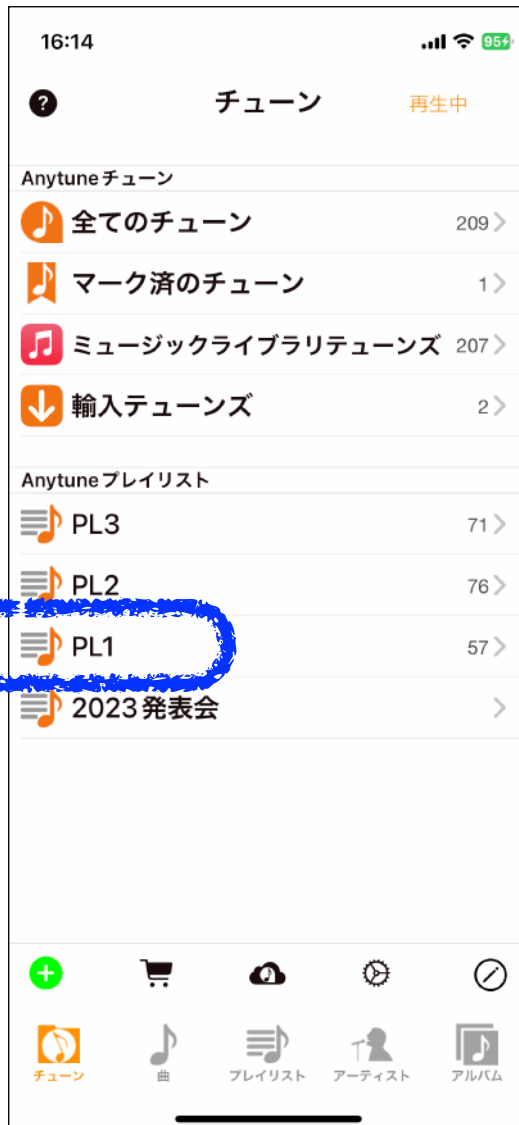 16:14
95
?
チューン
再生中
Anytuneチューン
全てのチューン 209
マーク済のチューン 1
ミュージックライブラリテューンズ 207
輸入テューンズ 2
Anytuneプレイリスト
PL3 71
PL2 76
PL1 57
2023発表会
チューン
曲
プレイリスト
アーティスト
アルバム